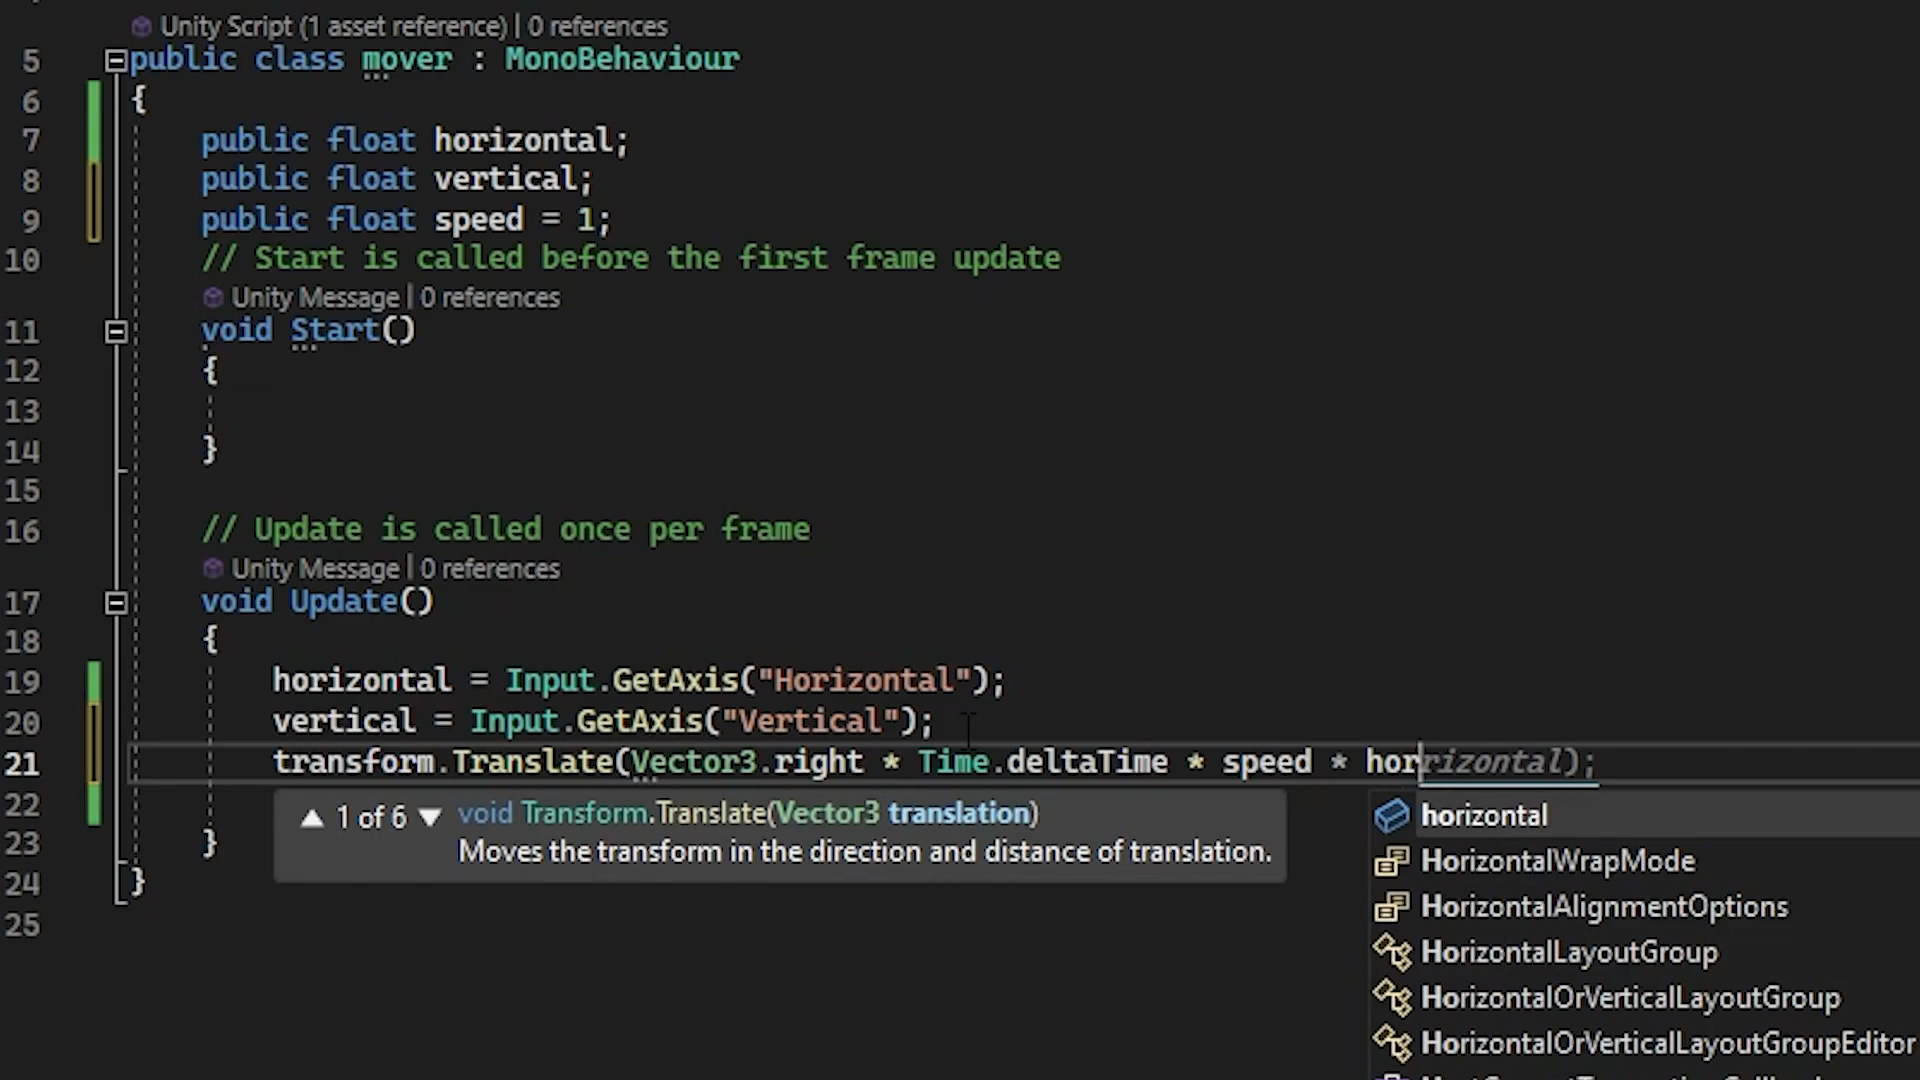 Unity Script (1 asset reference) | 0 references
5 public class mover : MonoBehaviour
6 {
7 public float horizontal;
8 public float vertical;
9 public float speed = 1;
10 // Start is called before the first frame update
Unity Message | 0 references
11 void Start()
12 {
13
14 }
15
16 // Update is called once per frame
Unity Message | 0 references
17 void Update()
18 {
19 horizontal = Input.GetAxis("Horizontal");
20 vertical = Input.GetAxis("Vertical");
21 transform.Translate(Vector3.right * Time.deltaTime * speed * horrizontal);
22 ▲ 1 of 6 ▼ void Transform.Translate(Vector3 translation)
Moves the transform in the direction and distance of translation.
23 }
24 }
25
horizontal
HorizontalWrapMode
HorizontalAlignmentOptions
HorizontalLayoutGroup
HorizontalOrVerticalLayoutGroup
HorizontalOrVerticalLayoutGroupEditor